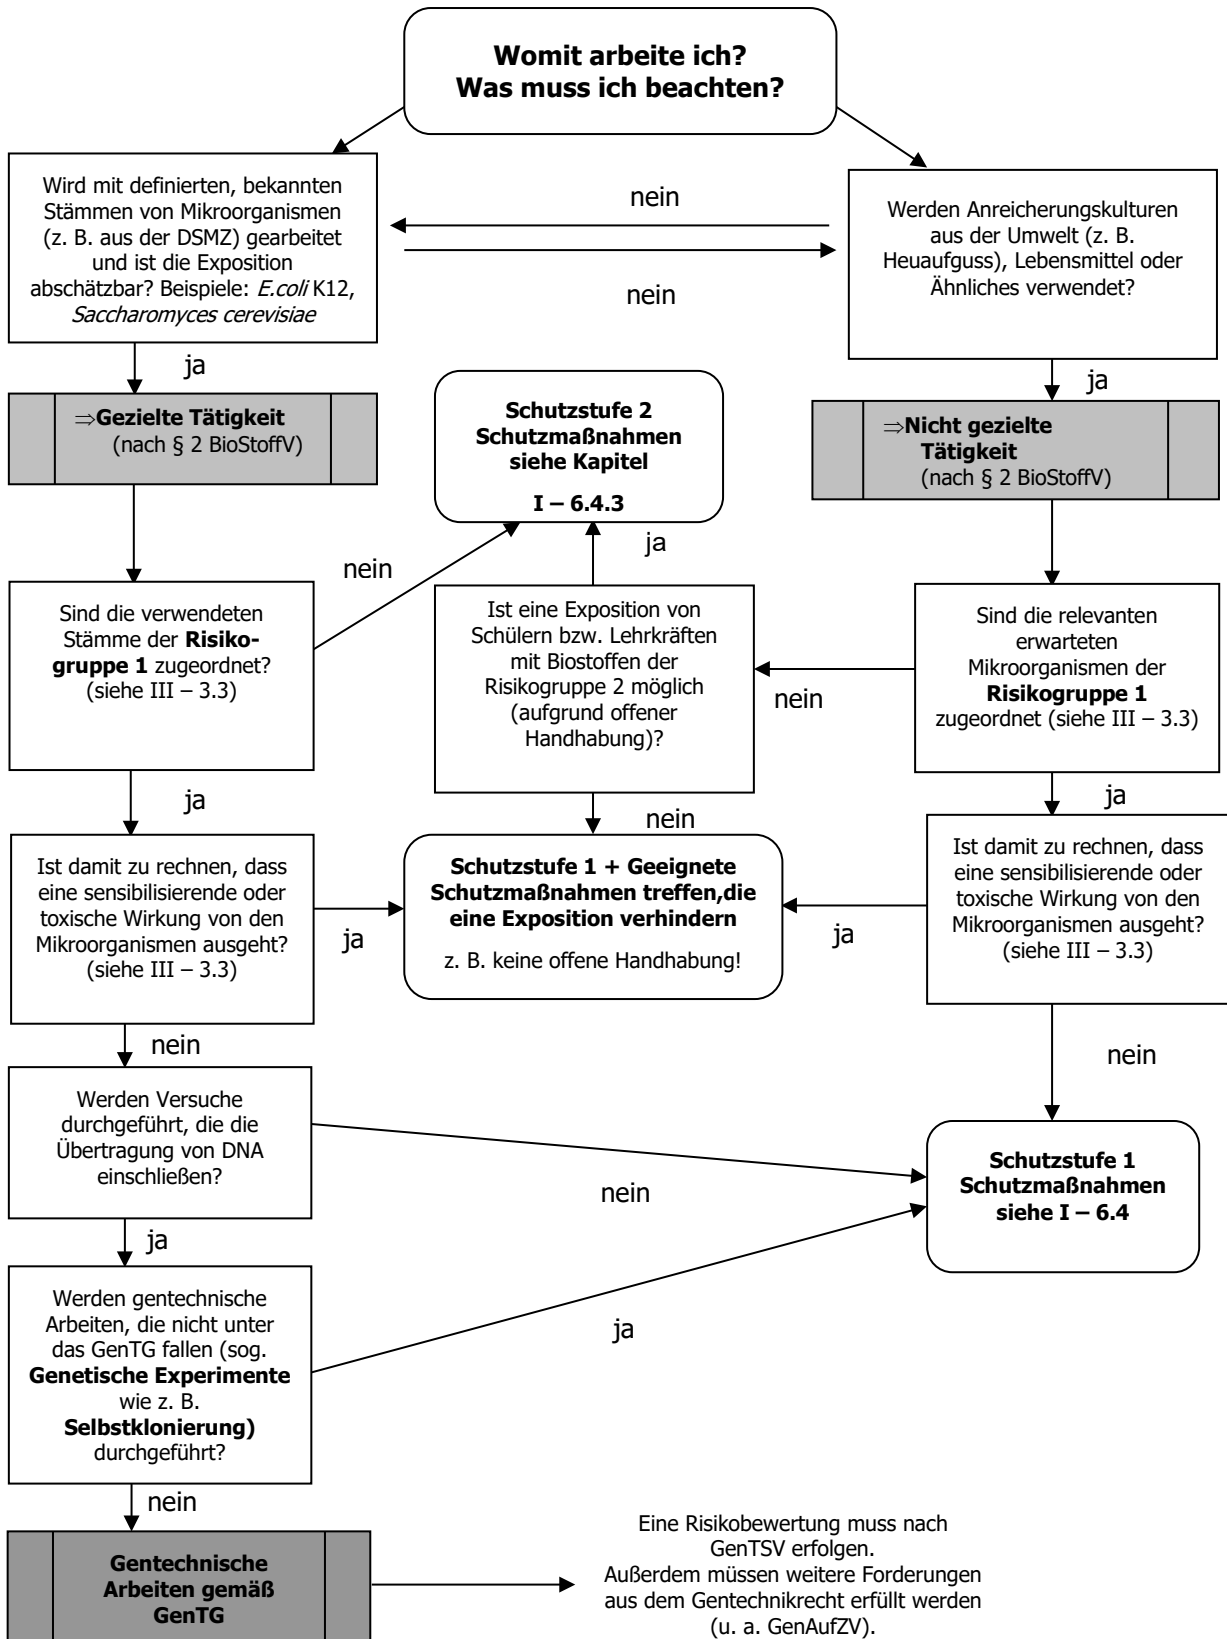 Womit arbeite ich?
Was muss ich beachten?
Wird mit definierten, bekannten
Stämmen von Mikroorganismen
(z. B. aus der DSMZ) gearbeitet
und ist die Exposition
abschätzbar? Beispiele: E.coli K12,
Saccharomyces cerevisiae
nein
nein
Werden Anreicherungskulturen
aus der Umwelt (z. B.
Heuaufguss), Lebensmittel oder
Ähnliches verwendet?
ja
ja
⇒Gezielte Tätigkeit
(nach § 2 BioStoffV)
Schutzstufe 2
Schutzmaßnahmen
siehe Kapitel
I – 6.4.3
⇒Nicht gezielte
Tätigkeit
(nach § 2 BioStoffV)
nein
ja
Sind die verwendeten
Stämme der Risiko-
gruppe 1 zugeordnet?
(siehe III – 3.3)
Ist eine Exposition von
Schülern bzw. Lehrkräften
mit Biostoffen der
Risikogruppe 2 möglich
(aufgrund offener
Handhabung)?
nein
Sind die relevanten
erwarteten
Mikroorganismen der
Risikogruppe 1
zugeordnet (siehe III – 3.3)
ja
nein
ja
Ist damit zu rechnen, dass
eine sensibilisierende oder
toxische Wirkung von den
Mikroorganismen ausgeht?
(siehe III – 3.3)
ja
Schutzstufe 1 + Geeignete
Schutzmaßnahmen treffen,die
eine Exposition verhindern
z. B. keine offene Handhabung!
ja
Ist damit zu rechnen, dass
eine sensibilisierende oder
toxische Wirkung von den
Mikroorganismen ausgeht?
(siehe III – 3.3)
nein
nein
Werden Versuche
durchgeführt, die die
Übertragung von DNA
einschließen?
nein
Schutzstufe 1
Schutzmaßnahmen
siehe I – 6.4
ja
Werden gentechnische
Arbeiten, die nicht unter
das GenTG fallen (sog.
Genetische Experimente
wie z. B.
Selbstklonierung)
durchgeführt?
ja
nein
Gentechnische
Arbeiten gemäß
GenTG
Eine Risikobewertung muss nach
GenTSV erfolgen.
Außerdem müssen weitere Forderungen
aus dem Gentechnikrecht erfüllt werden
(u. a. GenAufZV).